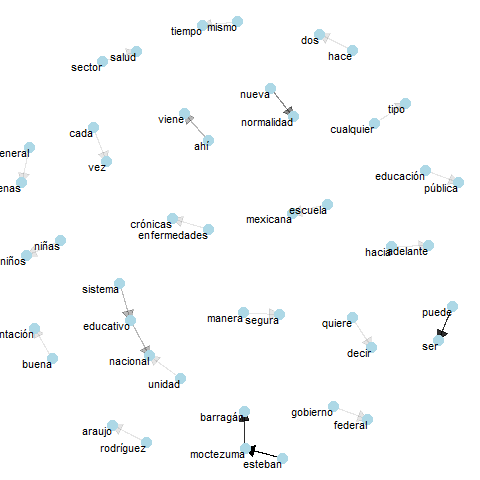 tiempo
mismo
dos
hace
sector
salud
nueva
normalidad
viene
ahí
tipo
cualquier
cada
vez
eneral
enas
educación
pública
crónicas
enfermedades
mexicana
escuela
niñas
niños
hacia
adelante
sistema
educativo
nacional
unidad
manera
segura
quiere
decir
puede
ser
ntación
buena
barragán
moctezuma
esteban
gobierno
federal
araujo
rodríguez